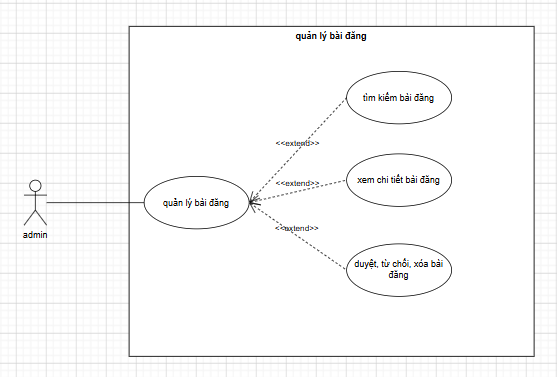 quản lý bài đăng
tìm kiếm bài đăng
<<extend>>
<<extend>>
xem chi tiết bài đăng
quản lý bài đăng
<<extend>>
admin
duyệt, từ chối, xóa bài
đăng